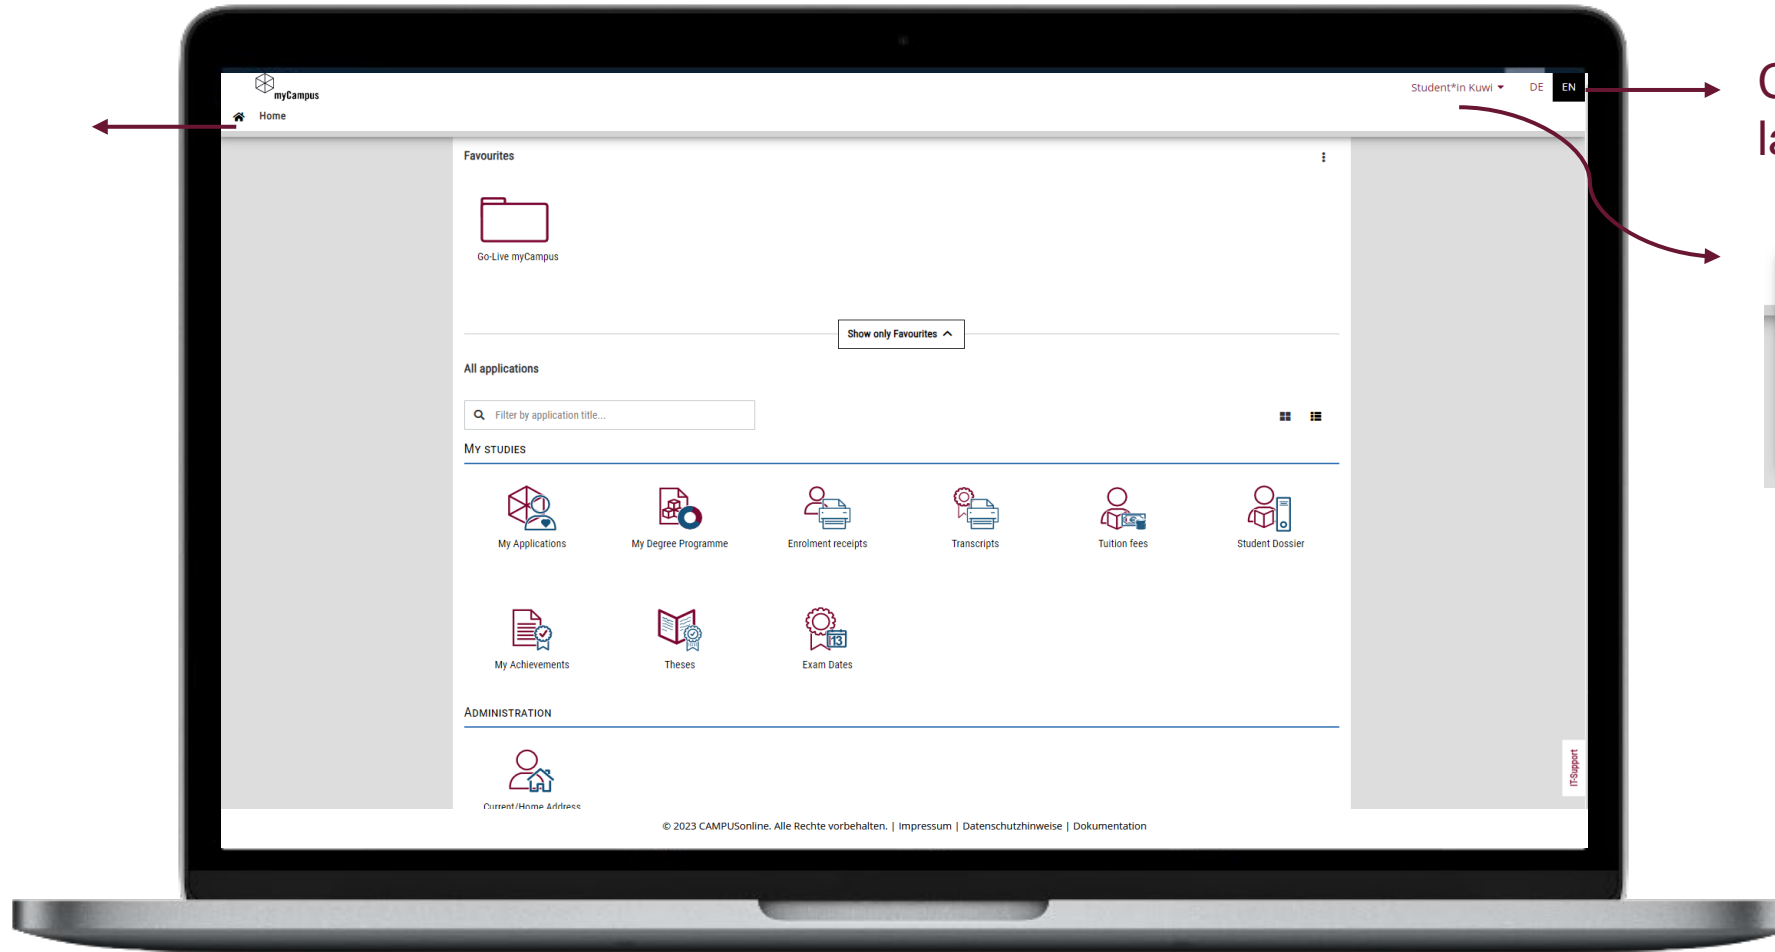 myCampus
Student*in Kuwi DE EN
Home
Favourites
Go-Live myCampus
Show only Favourites
All applications
Filter by application title...
MY STUDIES
My Applications My Degree Programme Enrolment receipts Transcripts Tuition fees Student Dossier
13
My Achievements Theses Exam Dates
ADMINISTRATION
IT-Support
Current/Home Address
© 2023 CAMPUSonline. Alle Rechte vorbehalten. | Impressum | Datenschutzhinweise | Dokumentation